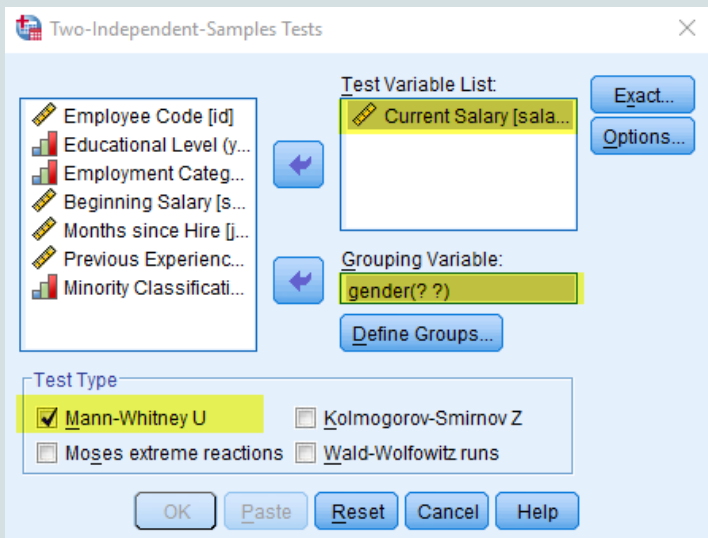 Two-Independent-Samples Tests
Test Variable List:
Employee Code [id]
Educational Level (y...
Employment Categ...
Beginning Salary [s...
Months since Hire [j...
Previous Experienc...
Minority Classificati...
Current Salary [sala...
Exact...
Options...
Grouping Variable:
gender(? ?)
Define Groups...
Test Type
Mann-Whitney U
Kolmogorov-Smirnov Z
Moses extreme reactions
Wald-Wolfowitz runs
OK
Paste
Reset
Cancel
Help